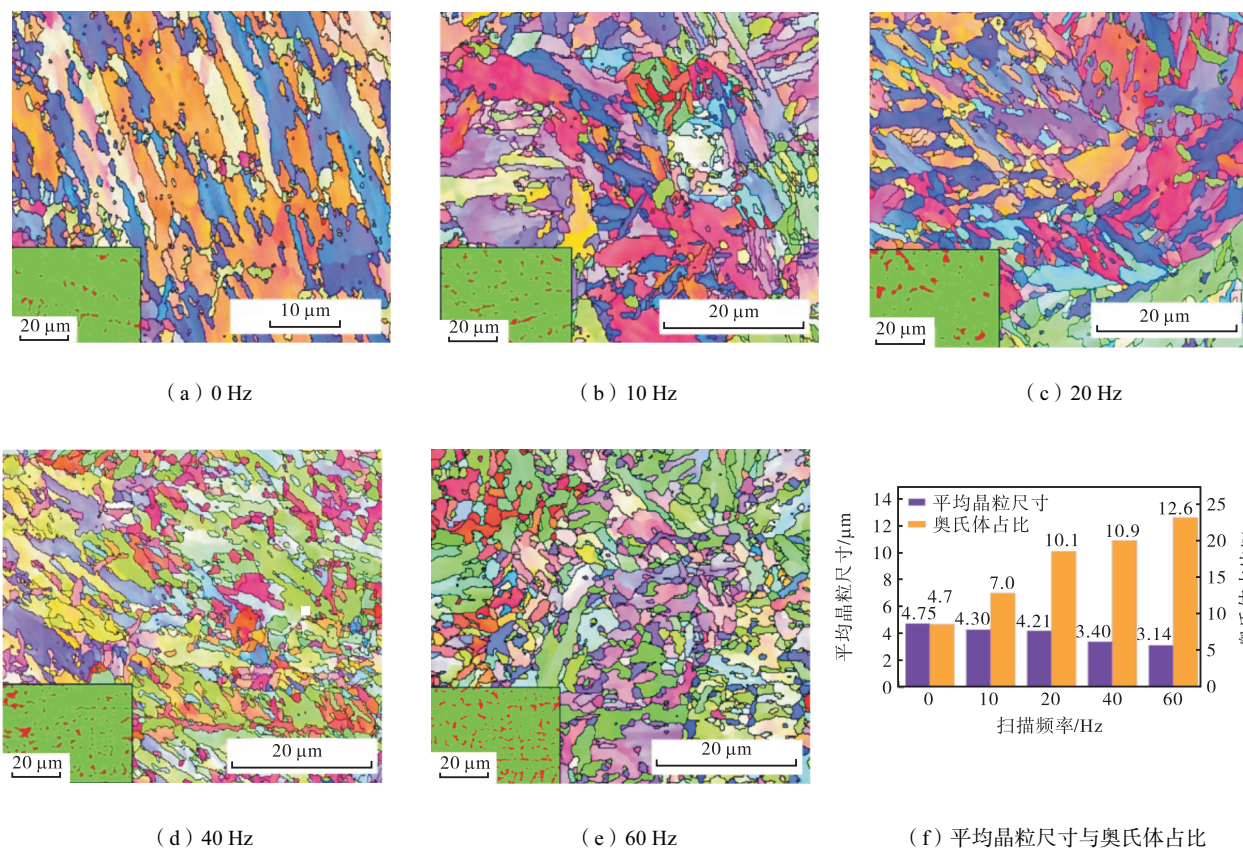 10 μm
20 μm
（a）0 Hz
20 μm
20 μm
（b）10 Hz
20 μm
20 μm
（c）20 Hz
20 μm
20 μm
（d）40 Hz
20 μm
20 μm
（e）60 Hz
平均晶粒尺寸
奥氏体占比
平均晶粒尺寸/μm
14
12
10
8
6
4
2
0
4.75
4.7
4.30
7.0
4.21
10.1
3.40
10.9
3.14
12.6
25
20
15
10
5
0
0 10 20 40 60
扫描频率/Hz
（f）平均晶粒尺寸与奥氏体占比